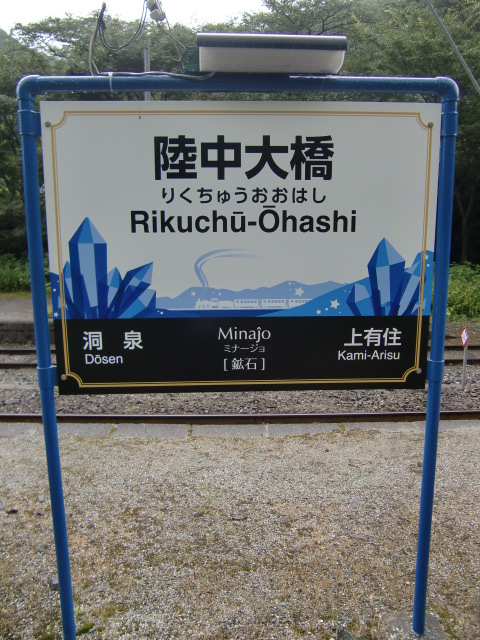 陸中大橋
りくちゅうおおはし
Rikuchū-Ōhashi
洞泉
Dōsen
Minaĵo
ミナージョ
[鉱石]
上有住
Kami-Arisu